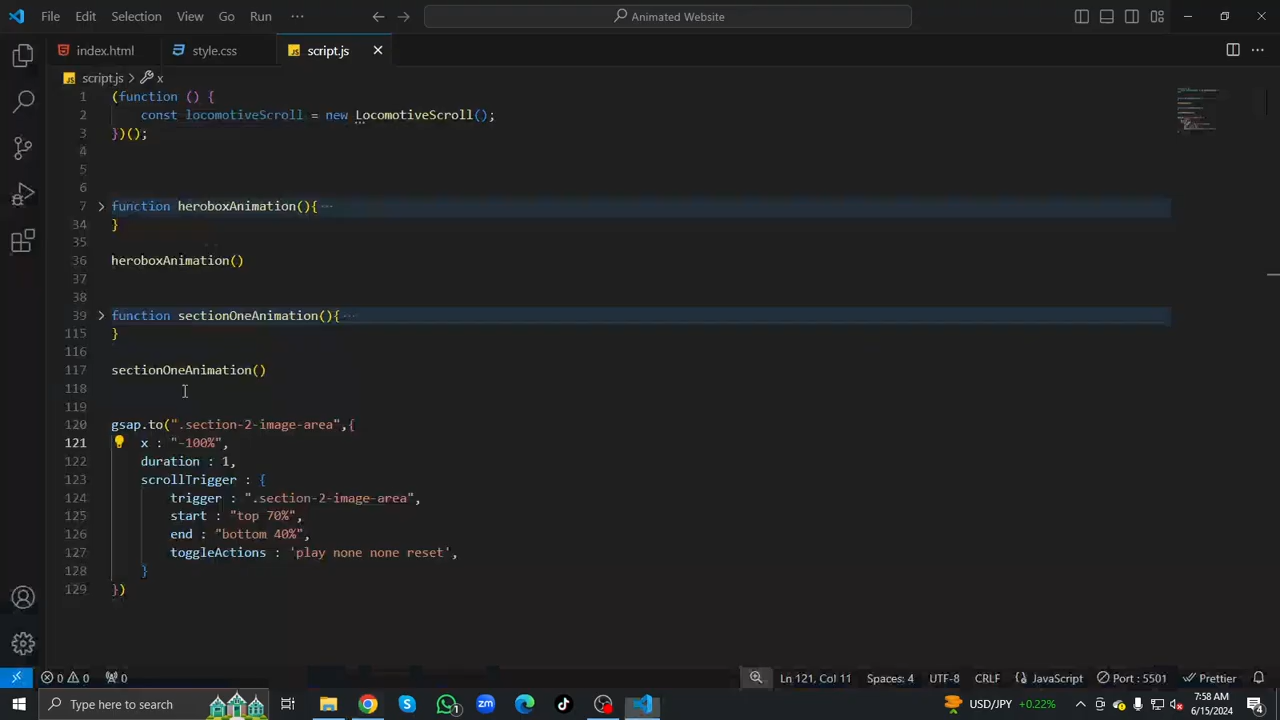 File Edit Selection View Go Run ··· Animated Website
index.html style.css script.js
script.js > x
1 (function () {
2 const locomotiveScroll = new LocomotiveScroll();
3 })();
4
5
6
7 function heroboxAnimation(){ ···
34 }
35
36 heroboxAnimation()
37
38
39 function sectionOneAnimation(){ ···
115 }
116
117 sectionOneAnimation()
118
119
120 gsap.to(".section-2-image-area",{
121 x : "-100%",
122 duration : 1,
123 scrollTrigger : {
124 trigger : ".section-2-image-area",
125 start : "top 70%",
126 end : "bottom 40%",
127 toggleActions : 'play none none reset',
128 }
129 })
0 0 0 Ln 121, Col 11 Spaces: 4 UTF-8 CRLF {} JavaScript Port : 5501 Prettier
Type here to search 1 USD/JPY +0.22% 7:58 AM 6/15/2024 4